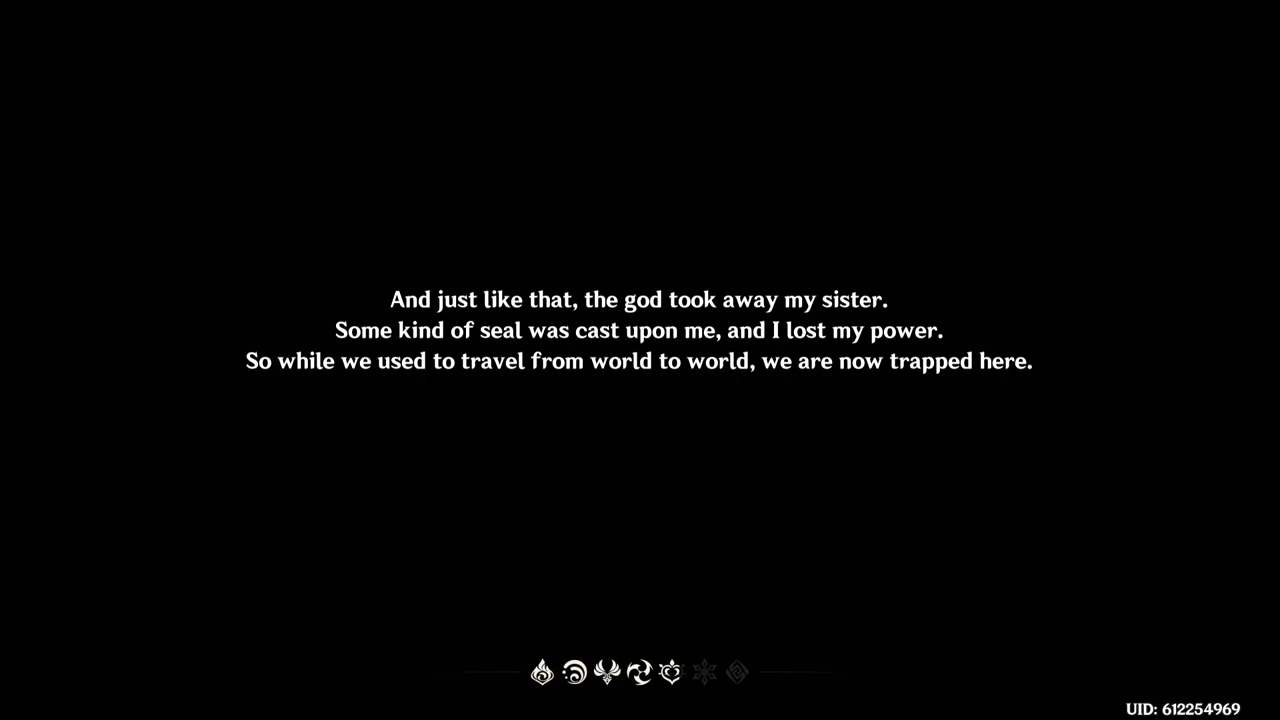 And just like that, the god took away my sister.
Some kind of seal was cast upon me, and I lost my power.
So while we used to travel from world to world, we are now trapped here.
UID: 612254969